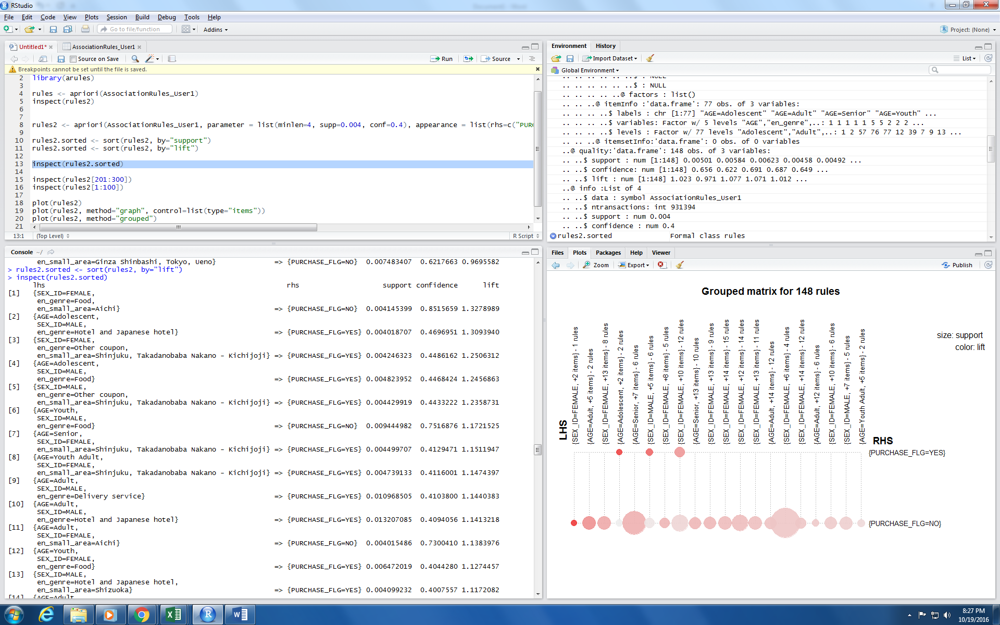 RStudio
File Edit Code View Plots Session Build Debug Tools Help
Go to file/function Addins Project: (None)
Untitled1* AssociationRules_User1
Source on Save Run Source
Breakpoints cannot be set until the file is saved.
2 library(arules)
3
4 rules <- apriori(AssociationRules_User1)
5 inspect(rules2)
6
7
8 rules2 <- apriori(AssociationRules_User1, parameter = list(minlen=4, supp=0.004, conf=0.4), appearance = list(rhs=c("PURC
9
10 rules2.sorted <- sort(rules2, by="support")
11 rules2.sorted <- sort(rules2, by="lift")
12
13 inspect(rules2.sorted)
14
15 inspect(rules2[201:300])
16 inspect(rules2[1:100])
17
18 plot(rules2)
19 plot(rules2, method="graph", control=list(type="items"))
20 plot(rules2, method="grouped")
21
13:1 (Top Level) R Script
Console ~/
en_small_area=Ginza Shinbashi, Tokyo, Ueno} => {PURCHASE_FLG=NO} 0.007483407 0.6217663 0.9695582
> rules2.sorted <- sort(rules2, by="lift")
> inspect(rules2.sorted)
lhs rhs support confidence lift
[1] {SEX_ID=FEMALE,
en_genre=Food,
en_small_area=Aichi} => {PURCHASE_FLG=NO} 0.004145399 0.8515659 1.3278989
[2] {AGE=Adolescent,
SEX_ID=MALE,
en_genre=Hotel and Japanese hotel} => {PURCHASE_FLG=YES} 0.004018707 0.4696951 1.3093940
[3] {SEX_ID=FEMALE,
en_genre=Other coupon,
en_small_area=Shinjuku, Takadanobaba Nakano - Kichijoji} => {PURCHASE_FLG=YES} 0.004246323 0.4486162 1.2506312
[4] {AGE=Adolescent,
SEX_ID=MALE,
en_genre=Food} => {PURCHASE_FLG=YES} 0.004823952 0.4468424 1.2456863
[5] {SEX_ID=MALE,
en_genre=Other coupon,
en_small_area=Shinjuku, Takadanobaba Nakano - Kichijoji} => {PURCHASE_FLG=YES} 0.004429919 0.4433222 1.2358731
[6] {AGE=Youth,
SEX_ID=MALE,
en_genre=Food} => {PURCHASE_FLG=NO} 0.009444982 0.7516876 1.1721525
[7] {AGE=Senior,
SEX_ID=FEMALE,
en_small_area=Shinjuku, Takadanobaba Nakano - Kichijoji} => {PURCHASE_FLG=YES} 0.004499707 0.4129471 1.1511947
[8] {AGE=Youth Adult,
SEX_ID=FEMALE,
en_small_area=Shinjuku, Takadanobaba Nakano - Kichijoji} => {PURCHASE_FLG=YES} 0.004739133 0.4116001 1.1474397
[9] {AGE=Adult,
SEX_ID=MALE,
en_genre=Delivery service} => {PURCHASE_FLG=YES} 0.010968505 0.4103800 1.1440383
[10] {AGE=Adult,
SEX_ID=MALE,
en_genre=Hotel and Japanese hotel} => {PURCHASE_FLG=YES} 0.013207085 0.4094056 1.1413218
[11] {AGE=Adult,
SEX_ID=FEMALE,
en_small_area=Aichi} => {PURCHASE_FLG=NO} 0.004015486 0.7300410 1.1383976
[12] {AGE=Youth,
SEX_ID=FEMALE,
en_genre=Food} => {PURCHASE_FLG=YES} 0.006472019 0.4044280 1.1274457
[13] {SEX_ID=MALE,
en_genre=Hotel and Japanese hotel,
en_small_area=Shizuoka} => {PURCHASE_FLG=YES} 0.004099232 0.4007557 1.1172082
[14] {AGE=Adult,
Environment History
Import Dataset List
Global Environment
.. .. .. .. .. .. ..$ : NULL
.. .. .. .. .. .. ..$ : NULL
.. .. .. .. .. ..@ factors : list()
.. .. ..@ itemInfo :'data.frame': 77 obs. of 3 variables:
.. .. .. ..$ labels : chr [1:77] "AGE=Adolescent" "AGE=Adult" "AGE=Senior" "AGE=Youth" ...
.. .. .. ..$ variables: Factor w/ 5 levels "AGE","en_genre",..: 1 1 1 1 1 5 5 2 2 2 ...
.. .. .. ..$ levels : Factor w/ 77 levels "Adolescent","Adult",..: 1 2 57 76 77 12 39 7 9 13 ...
.. .. ..@ itemsetInfo:'data.frame': 0 obs. of 0 variables
..@ quality:'data.frame': 148 obs. of 3 variables:
.. ..$ support : num [1:148] 0.00501 0.00584 0.00623 0.00458 0.00492 ...
.. ..$ confidence: num [1:148] 0.656 0.622 0.691 0.687 0.649 ...
.. ..$ lift : num [1:148] 1.023 0.971 1.077 1.071 1.012 ...
..@ info :List of 4
.. ..$ data : symbol AssociationRules_User1
.. ..$ ntransactions: int 931394
.. ..$ support : num 0.004
.. ..$ confidence : num 0.4
rules2.sorted Formal class rules
Files Plots Packages Help Viewer
Zoom Export Publish
Grouped matrix for 148 rules
size: support
color: lift
LHS
{SEX_ID=FEMALE, +2 items} - 1 rules
{AGE=Adult, +5 items} - 2 rules
{SEX_ID=FEMALE, +13 items} - 8 rules
{AGE=Adolescent, +2 items} - 2 rules
{AGE=Senior, +7 items} - 6 rules
{SEX_ID=MALE, +5 items} - 6 rules
{SEX_ID=FEMALE, +8 items} - 5 rules
{SEX_ID=FEMALE, +10 items} - 12 rules
{AGE=Senior, +13 items} - 10 rules
{SEX_ID=FEMALE, +13 items} - 9 rules
{SEX_ID=FEMALE, +14 items} - 15 rules
{SEX_ID=FEMALE, +12 items} - 14 rules
{SEX_ID=FEMALE, +13 items} - 11 rules
{AGE=Adult, +14 items} - 12 rules
{SEX_ID=FEMALE, +6 items} - 4 rules
{SEX_ID=FEMALE, +14 items} - 12 rules
{AGE=Adult, +12 items} - 6 rules
{SEX_ID=FEMALE, +10 items} - 6 rules
{SEX_ID=MALE, +7 items} - 5 rules
{AGE=Youth Adult, +5 items} - 2 rules
RHS
{PURCHASE_FLG=YES}
{PURCHASE_FLG=NO}
8:27 PM
10/19/2016